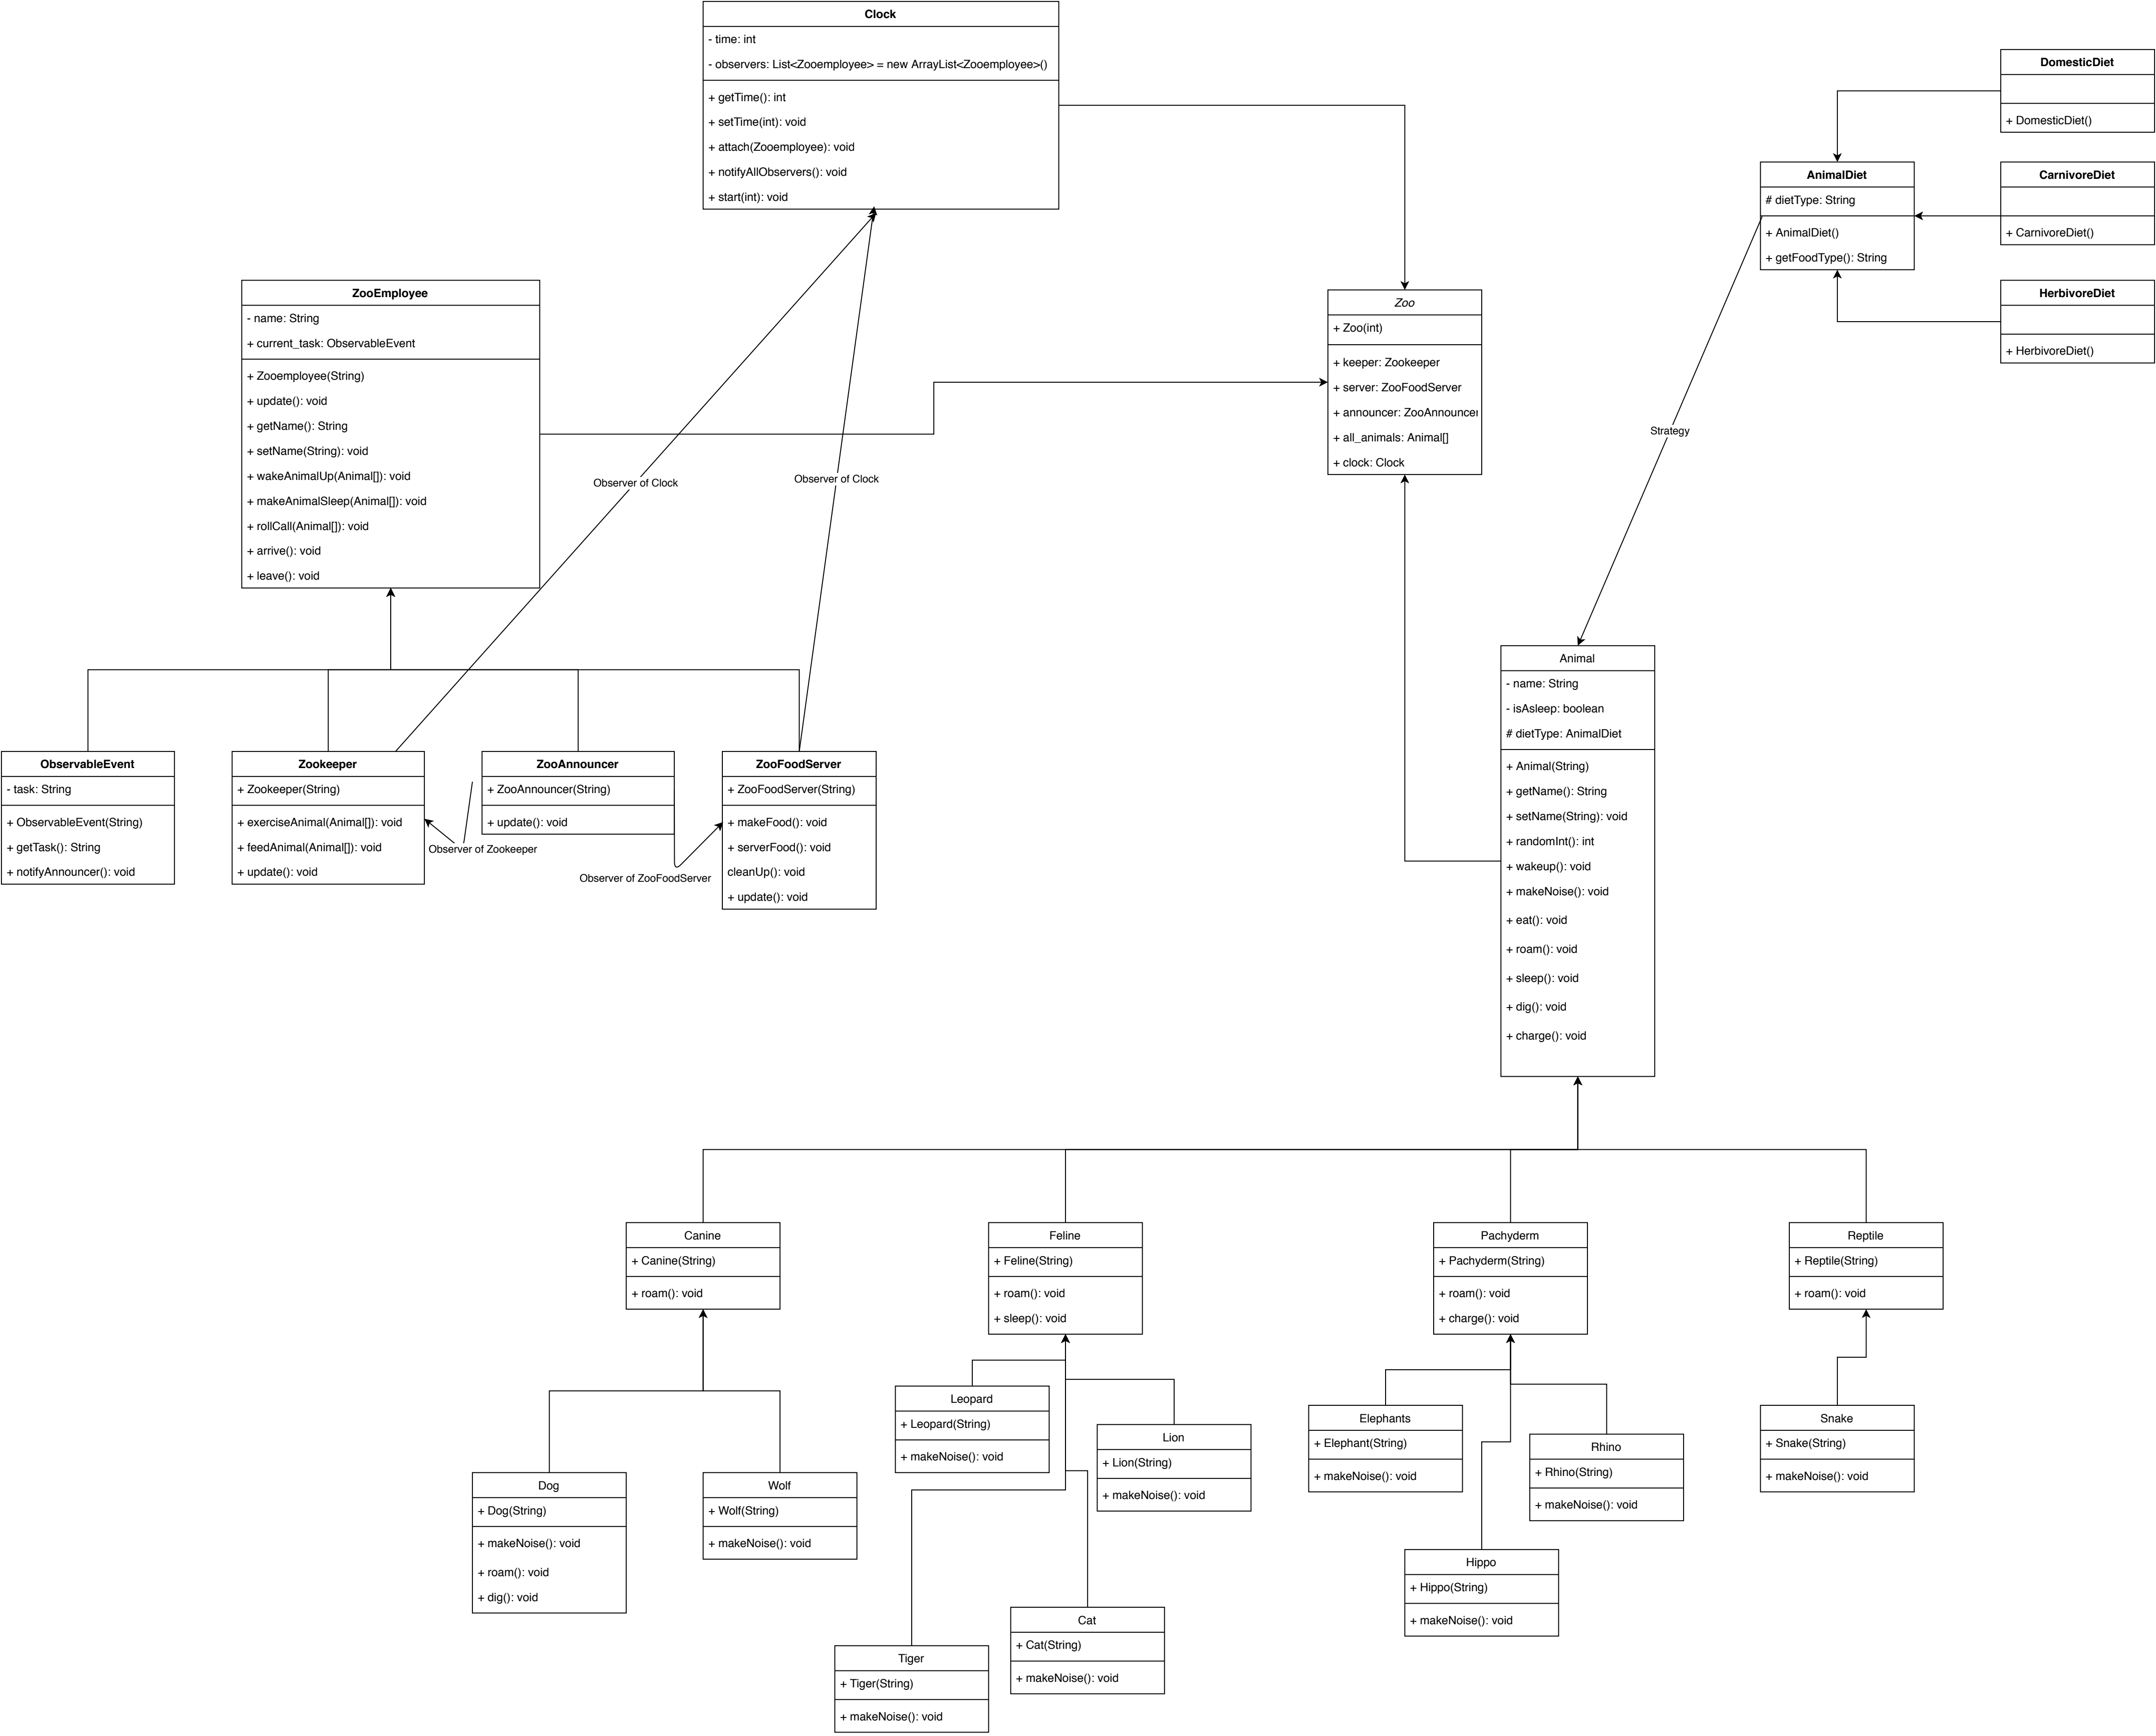 Clock
- time: int
- observers: List<Zooemployee> = new ArrayList<Zooemployee>()
+ getTime(): int
+ setTime(int): void
+ attach(Zooemployee): void
+ notifyAllObservers(): void
+ start(int): void
DomesticDiet
+ DomesticDiet()
AnimalDiet
# dietType: String
+ AnimalDiet()
+ getFoodType(): String
CarnivoreDiet
+ CarnivoreDiet()
HerbivoreDiet
+ HerbivoreDiet()
ZooEmployee
- name: String
+ current_task: ObservableEvent
+ Zooemployee(String)
+ update(): void
+ getName(): String
+ setName(String): void
+ wakeAnimalUp(Animal[]): void
+ makeAnimalSleep(Animal[]): void
+ rollCall(Animal[]): void
+ arrive(): void
+ leave(): void
Zoo
+ Zoo(int)
+ keeper: Zookeeper
+ server: ZooFoodServer
+ announcer: ZooAnnouncer
+ all_animals: Animal[]
+ clock: Clock
Strategy
Observer of Clock
Observer of Clock
Animal
- name: String
- isAsleep: boolean
# dietType: AnimalDiet
+ Animal(String)
+ getName(): String
+ setName(String): void
+ randomInt(): int
+ wakeup(): void
+ makeNoise(): void
+ eat(): void
+ roam(): void
+ sleep(): void
+ dig(): void
+ charge(): void
ObservableEvent
- task: String
+ ObservableEvent(String)
+ getTask(): String
+ notifyAnnouncer(): void
Zookeeper
+ Zookeeper(String)
+ exerciseAnimal(Animal[]): void
+ feedAnimal(Animal[]): void
+ update(): void
Observer of Zookeeper
ZooAnnouncer
+ ZooAnnouncer(String)
+ update(): void
Observer of ZooFoodServer
ZooFoodServer
+ ZooFoodServer(String)
+ makeFood(): void
+ serverFood(): void
cleanUp(): void
+ update(): void
Canine
+ Canine(String)
+ roam(): void
Feline
+ Feline(String)
+ roam(): void
+ sleep(): void
Pachyderm
+ Pachyderm(String)
+ roam(): void
+ charge(): void
Reptile
+ Reptile(String)
+ roam(): void
Leopard
+ Leopard(String)
+ makeNoise(): void
Lion
+ Lion(String)
+ makeNoise(): void
Elephants
+ Elephant(String)
+ makeNoise(): void
Rhino
+ Rhino(String)
+ makeNoise(): void
Snake
+ Snake(String)
+ makeNoise(): void
Dog
+ Dog(String)
+ makeNoise(): void
+ roam(): void
+ dig(): void
Wolf
+ Wolf(String)
+ makeNoise(): void
Hippo
+ Hippo(String)
+ makeNoise(): void
Cat
+ Cat(String)
+ makeNoise(): void
Tiger
+ Tiger(String)
+ makeNoise(): void